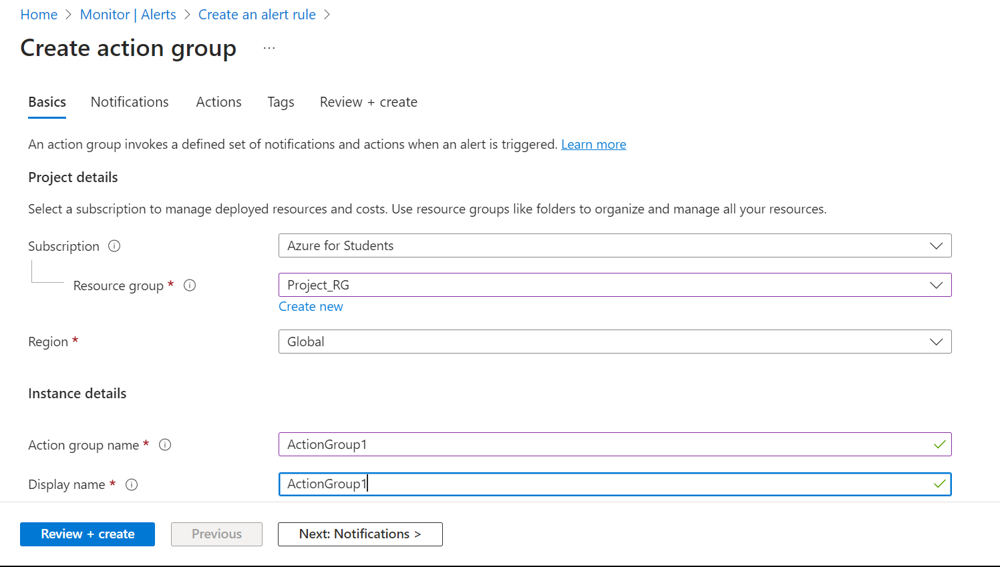 Home > Monitor | Alerts > Create an alert rule >
Create action group ...
Basics Notifications Actions Tags Review + create
An action group invokes a defined set of notifications and actions when an alert is triggered. Learn more
Project details
Select a subscription to manage deployed resources and costs. Use resource groups like folders to organize and manage all your resources.
Subscription Azure for Students
Resource group * Project_RG
Create new
Region * Global
Instance details
Action group name * ActionGroup1
Display name * ActionGroup1
Review + create Previous Next: Notifications >